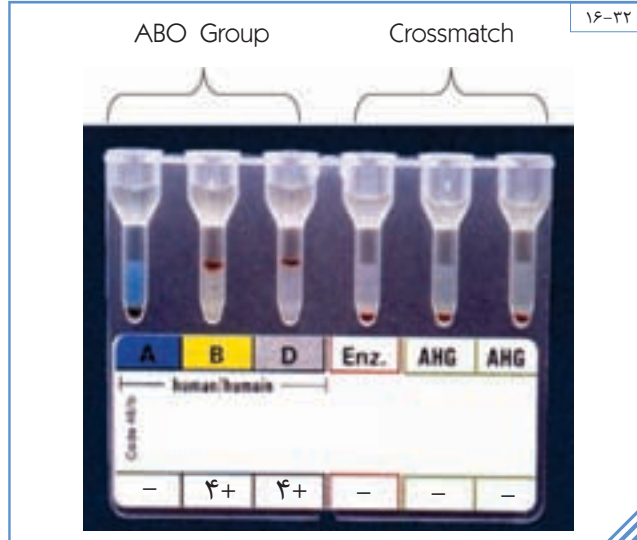 ۱۶-۳۲
ABO Group Crossmatch
A B D Enz. AHG AHG
human/humain
– ۴+ ۴+ – – –